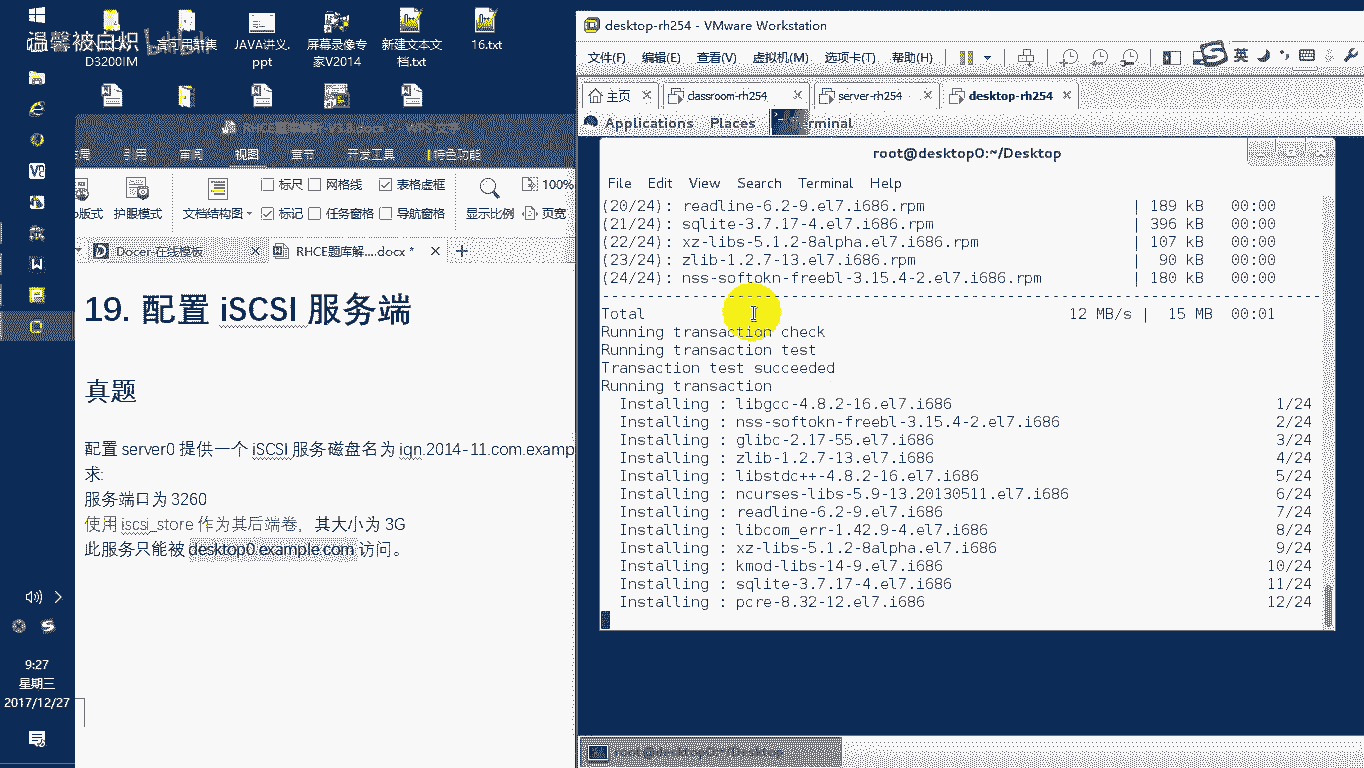 温馨被白炽
D3200IM
JAVA讲义.
ppt
屏幕录像专
家V2014
新建文本文
档.txt
16.txt
RHCE题库解析-V1.8.docx - WPS 文字
引用
审阅
视图
章节
开发工具
特色功能
护眼模式
文档结构图
标尺
网格线
表格虚框
标记
任务窗格
导航窗格
显示比例
100%
页宽
Docer-在线模板
RHCE题库解....docx *
19. 配置 iSCSI 服务端
真题
配置 server0 提供一个 iSCSI 服务磁盘名为 iqn.2014-11.com.examp
求:
服务端口为 3260
使用 iscsi_store 作为其后端卷，其大小为 3G
此服务只能被 desktop0.example.com 访问。
9:27
星期三
2017/12/27
desktop-rh254 - VMware Workstation
文件(F) 编辑(E) 查看(V) 虚拟机(M) 选项卡(T) 帮助(H)
英
主页
classroom-rh254
server-rh254
desktop-rh254
Applications Places Terminal
root@desktop0:~/Desktop
File Edit View Search Terminal Help
(20/24): readline-6.2-9.el7.i686.rpm | 189 kB 00:00
(21/24): sqlite-3.7.17-4.el7.i686.rpm | 396 kB 00:00
(22/24): xz-libs-5.1.2-8alpha.el7.i686.rpm | 107 kB 00:00
(23/24): zlib-1.2.7-13.el7.i686.rpm | 90 kB 00:00
(24/24): nss-softokn-freebl-3.15.4-2.el7.i686.rpm | 180 kB 00:00
--------------------------------------------------------------------------------
Total 12 MB/s | 15 MB 00:01
Running transaction check
Running transaction test
Transaction test succeeded
Running transaction
Installing : libgcc-4.8.2-16.el7.i686 1/24
Installing : nss-softokn-freebl-3.15.4-2.el7.i686 2/24
Installing : glibc-2.17-55.el7.i686 3/24
Installing : zlib-1.2.7-13.el7.i686 4/24
Installing : libstdc++-4.8.2-16.el7.i686 5/24
Installing : ncurses-libs-5.9-13.20130511.el7.i686 6/24
Installing : readline-6.2-9.el7.i686 7/24
Installing : libcom_err-1.42.9-4.el7.i686 8/24
Installing : xz-libs-5.1.2-8alpha.el7.i686 9/24
Installing : kmod-libs-14-9.el7.i686 10/24
Installing : sqlite-3.7.17-4.el7.i686 11/24
Installing : pcre-8.32-12.el7.i686 12/24
root@desktop0:~/Desktop